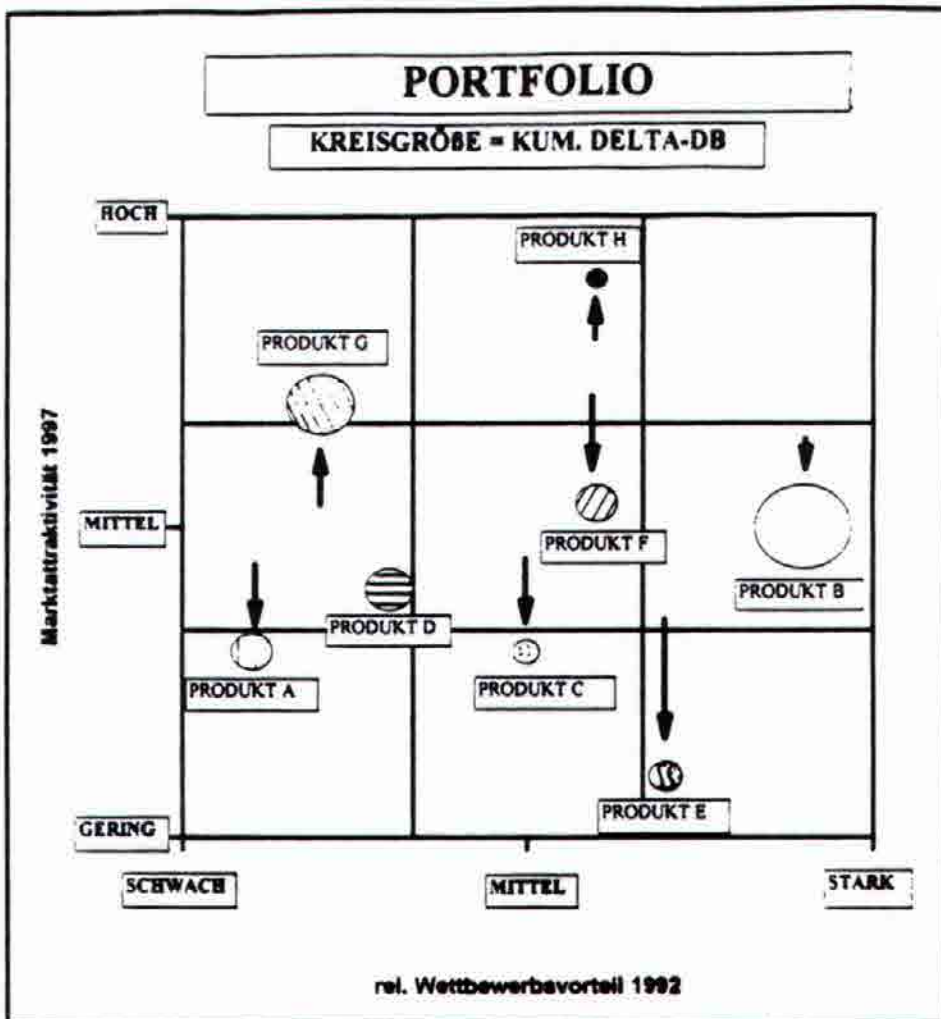 PORTFOLIO
KREISGRÖßE = KUM. DELTA-DB
HOCH
PRODUKT H
PRODUKT G
Marktattraktivität 1997
MITTEL
PRODUKT F
PRODUKT B
PRODUKT D
PRODUKT A
PRODUKT C
PRODUKT E
GERING
SCHWACH
MITTEL
STARK
rel. Wettbewerbsvorteil 1992